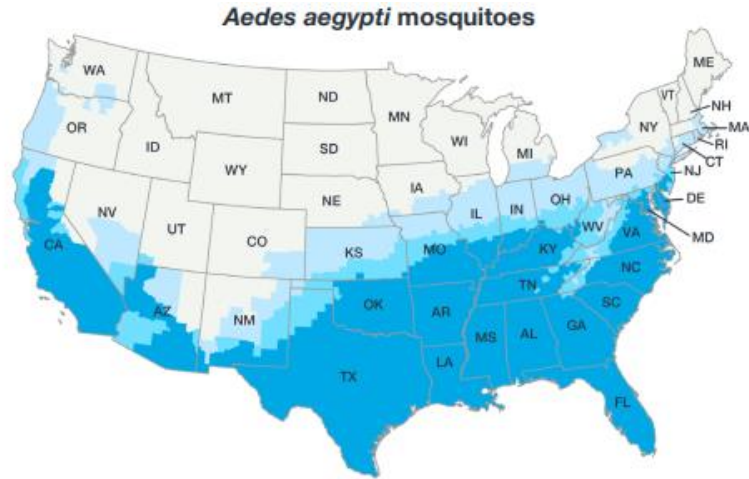 Aedes aegypti mosquitoes
WA
MT
ND
MN
ME
VT
NH
MA
RI
CT
NJ
DE
MD
OR
ID
WY
SD
WI
MI
NY
PA
NE
IA
IL
IN
OH
WV
VA
NV
UT
CO
KS
MO
KY
NC
CA
AZ
NM
OK
AR
TN
SC
TX
LA
MS
AL
GA
FL